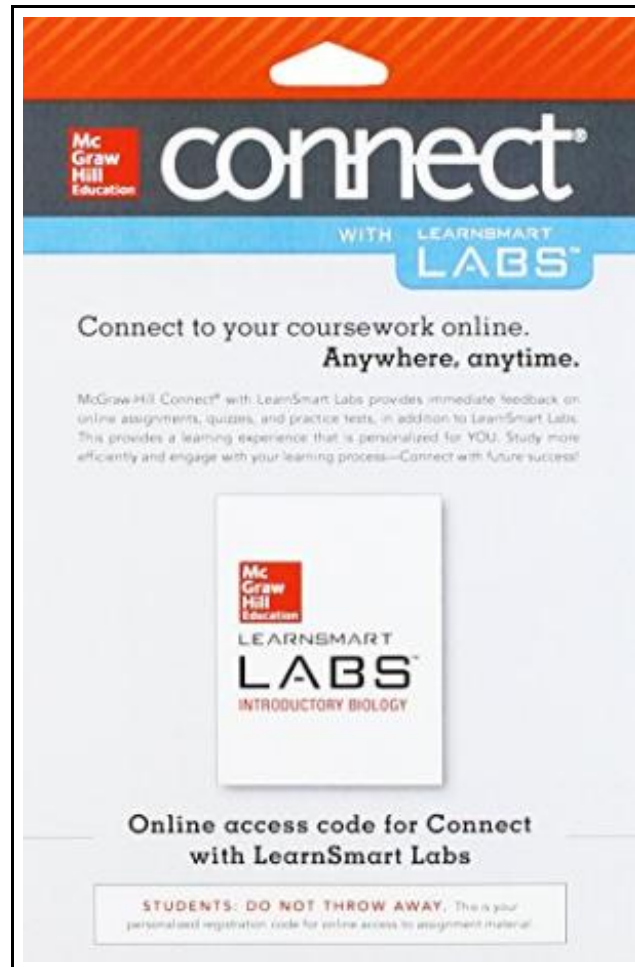 Mc
Graw
Hill
Education
connect®
WITH LEARNSMART
LABS™
Connect to your coursework online.
Anywhere, anytime.
McGraw-Hill Connect® with LearnSmart Labs provides immediate feedback on
online assignments, quizzes, and practice tests, in addition to LearnSmart Labs.
This provides a learning experience that is personalized for YOU. Study more
efficiently and engage with your learning process—Connect with future success!
Mc
Graw
Hill
Education
LEARNSMART
LABS™
INTRODUCTORY BIOLOGY
Online access code for Connect
with LearnSmart Labs
STUDENTS: DO NOT THROW AWAY. This is your
personalized registration code for online access to assignment material.